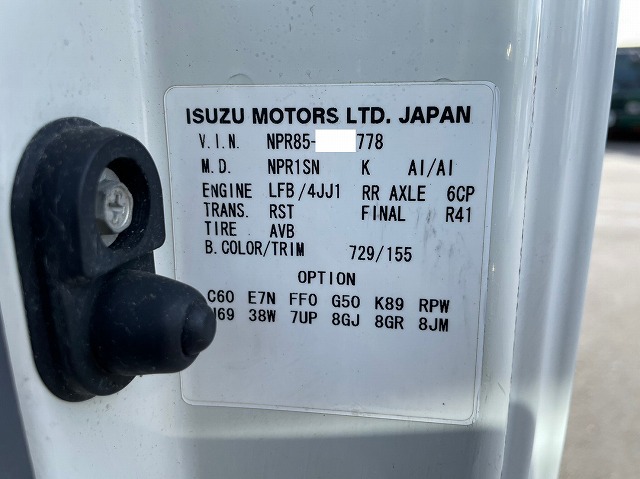 ISUZU MOTORS LTD. JAPAN
V.I.N. NPR85- 778
M.D. NPR1SN K AI/AI
ENGINE LFB/4JJ1 RR AXLE 6CP
TRANS. RST FINAL R41
TIRE AVB
B.COLOR/TRIM 729/155
OPTION
C60 E7N FF0 G50 K89 RPW
38W 7UP 8GJ 8GR 8JM